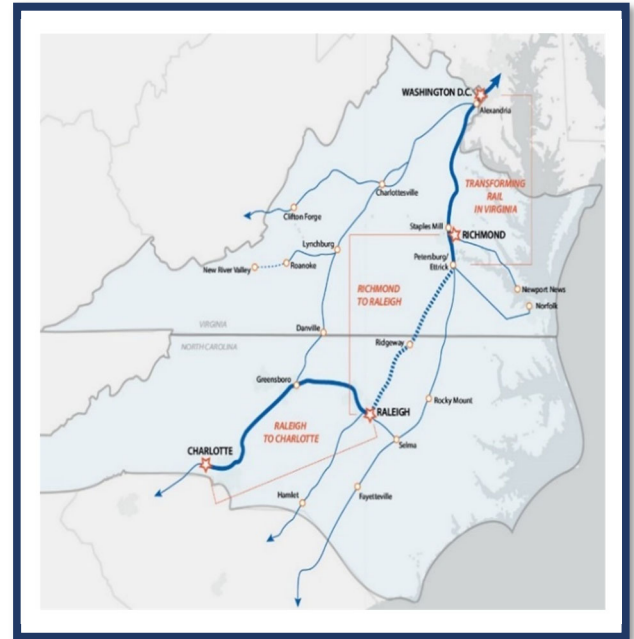 WASHINGTON D.C.
Alexandria
TRANSFORMING
RAIL
IN VIRGINIA
Charlottesville
Clifton Forge
Staples Mill
RICHMOND
Lynchburg
Petersburg/
Ettrick
New River Valley
Roanoke
RICHMOND
TO RALEIGH
Newport News
Norfolk
VIRGINIA
Danville
NORTH CAROLINA
Ridgeway
Greensboro
Rocky Mount
RALEIGH
RALEIGH
TO CHARLOTTE
Selma
CHARLOTTE
Hamlet
Fayetteville